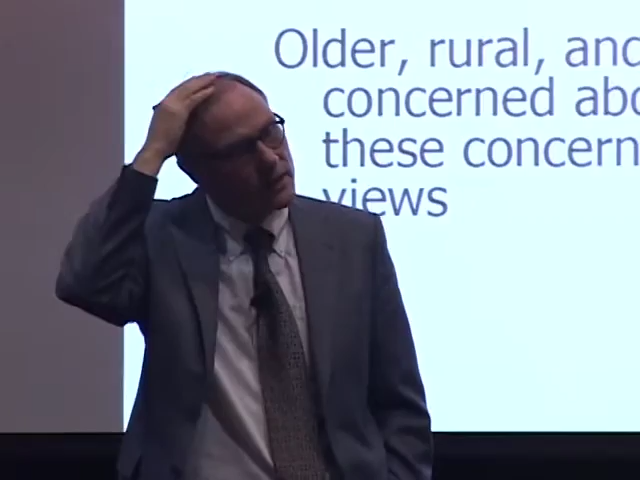 Older, rural, and
concerned abo
these concern
views